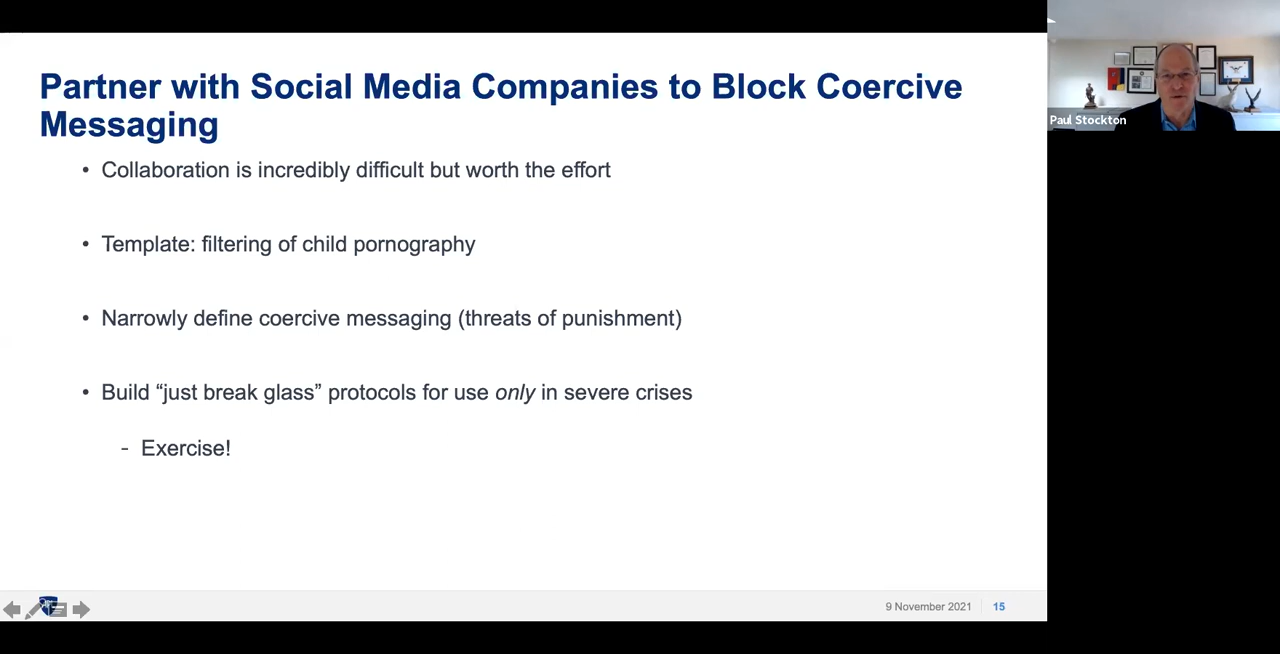 Partner with Social Media Companies to Block Coercive
Messaging
• Collaboration is incredibly difficult but worth the effort
• Template: filtering of child pornography
• Narrowly define coercive messaging (threats of punishment)
• Build “just break glass” protocols for use only in severe crises
- Exercise!
9 November 2021
15
Paul Stockton